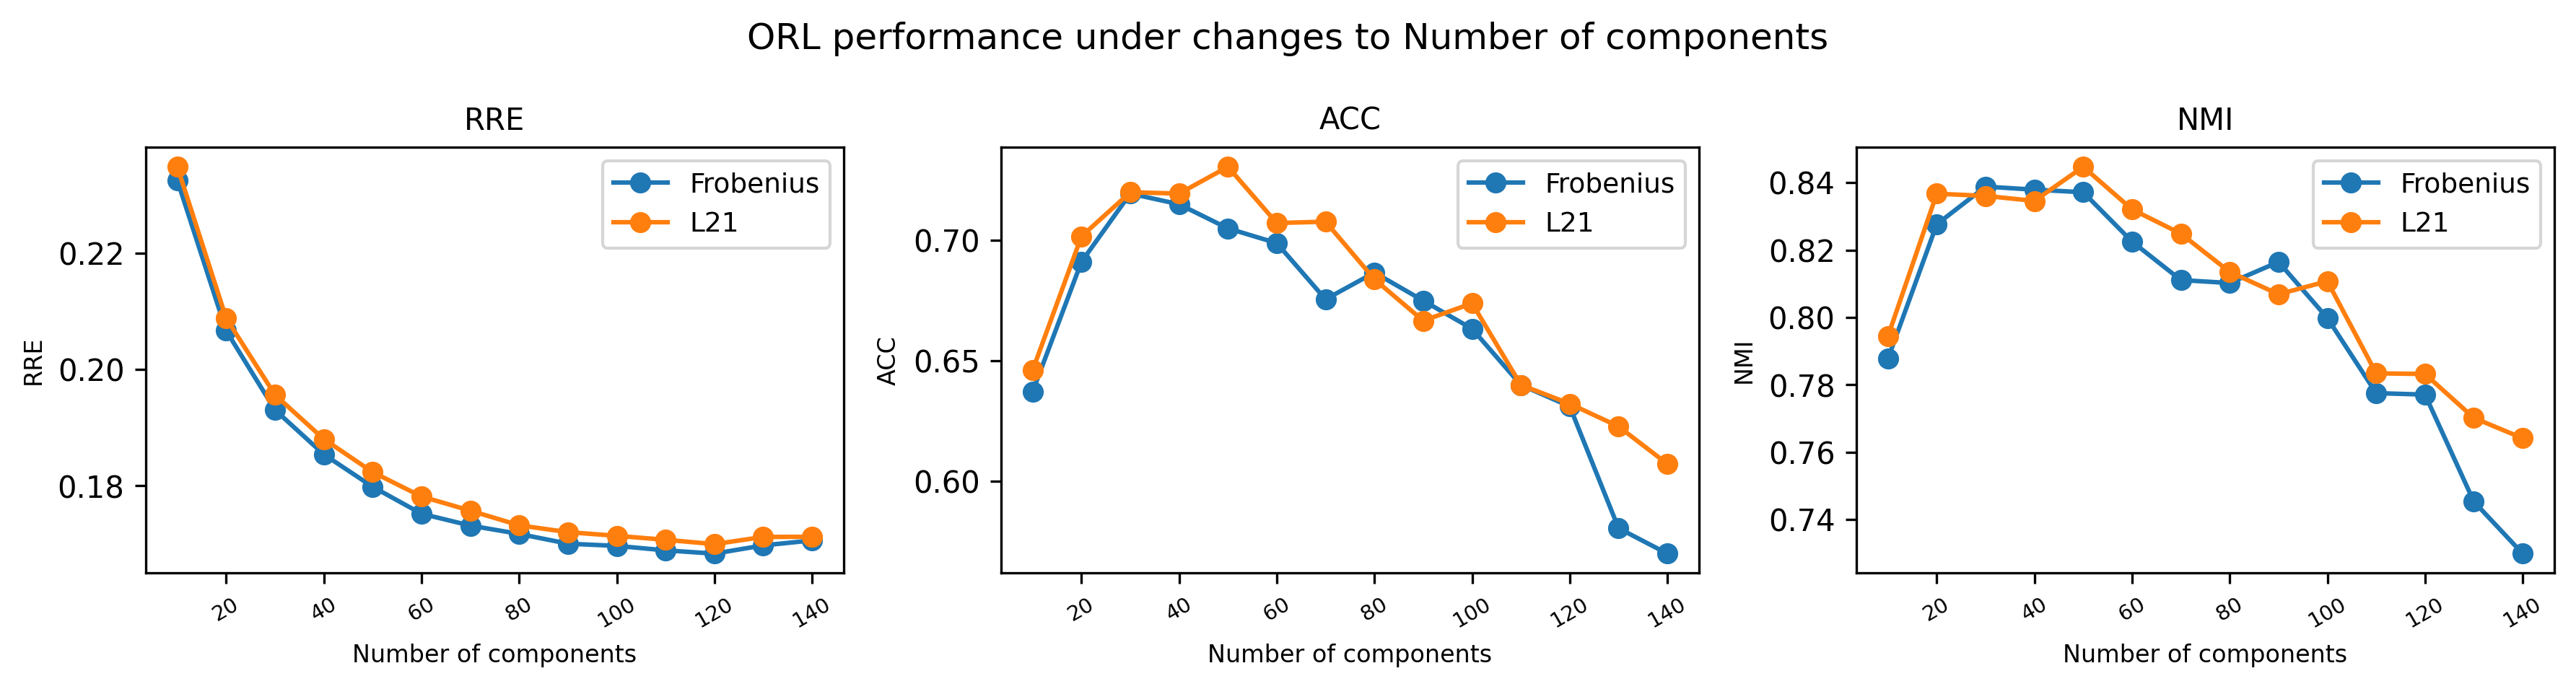 ORL performance under changes to Number of components
RRE
Frobenius
L21
0.22
0.20
0.18
RRE
20 40 60 80 100 120 140
Number of components
ACC
Frobenius
L21
0.70
0.65
0.60
ACC
20 40 60 80 100 120 140
Number of components
NMI
Frobenius
L21
0.84
0.82
0.80
0.78
0.76
0.74
NMI
20 40 60 80 100 120 140
Number of components